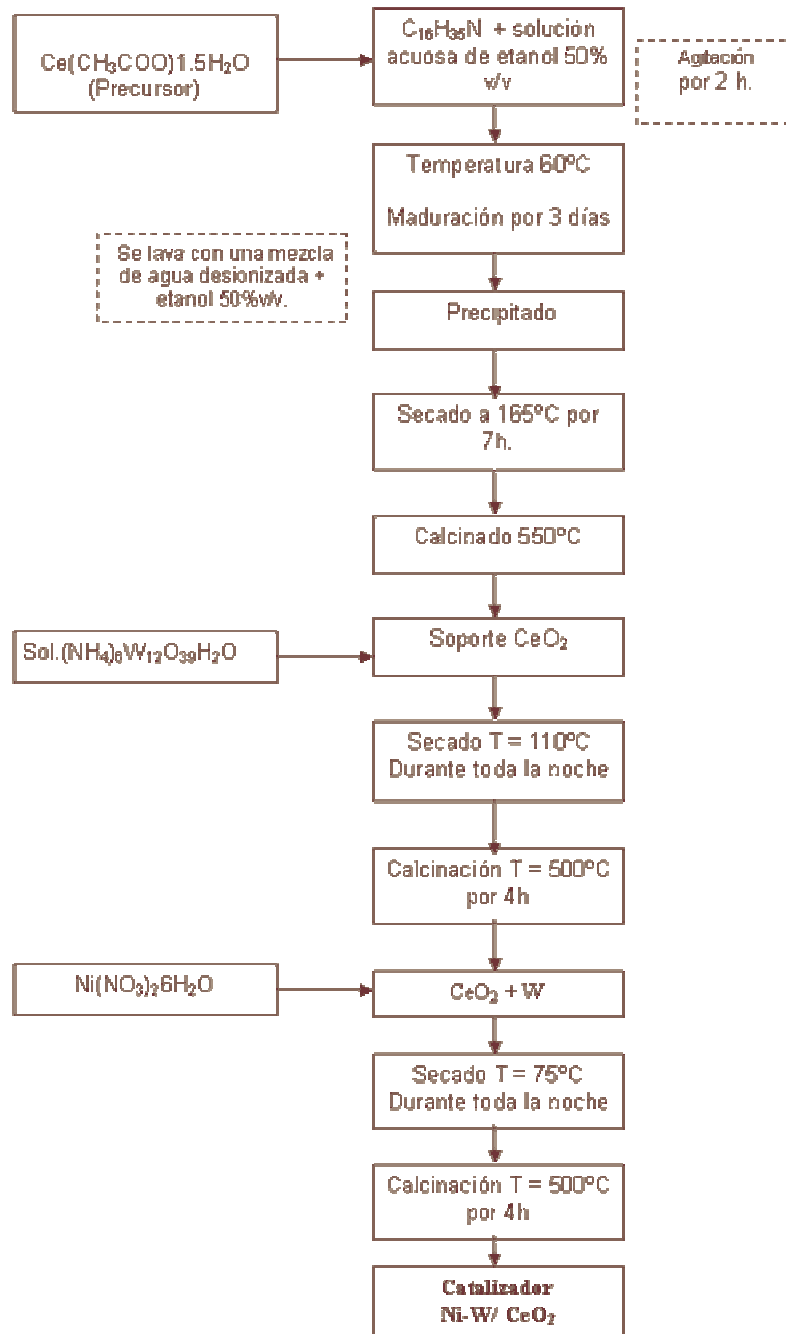 Ce(CH₃COO)1.5H₂O
(Precursor)
C₁₆H₃₅N + solución
acuosa de etanol 50%
v/v
Agitación
por 2 h.
Temperatura 60ºC
Maduración por 3 días
Se lava con una mezcla
de agua desionizada +
etanol 50%v/v.
Precipitado
Secado a 165ºC por
7h.
Calcinado 550ºC
Sol.(NH₄)₆W₁₂O₃₉H₂O
Soporte CeO₂
Secado T = 110ºC
Durante toda la noche
Calcinación T = 500ºC
por 4h
Ni(NO₃)₂6H₂O
CeO₂ + W
Secado T = 75ºC
Durante toda la noche
Calcinación T = 500ºC
por 4h
Catalizador
Ni-W/ CeO₂